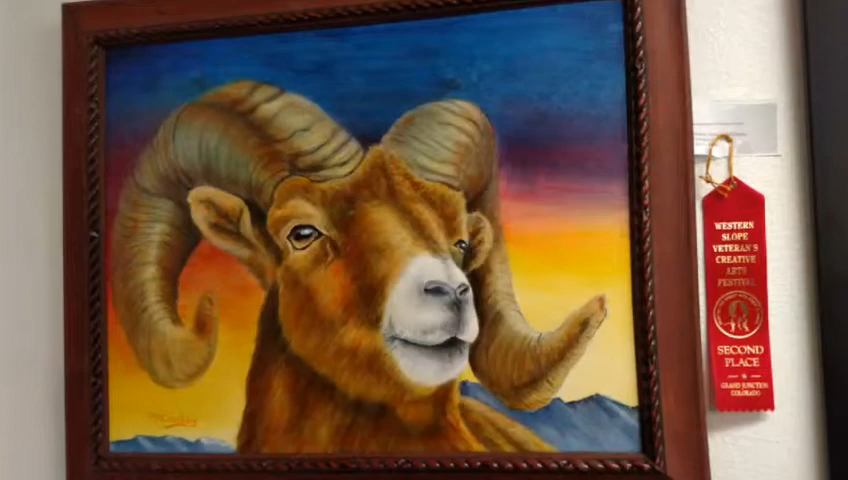 WESTERN
SLOPE
VETERAN'S
CREATIVE
ARTS
FESTIVAL
SECOND
PLACE
GRAND JUNCTION
COLORADO